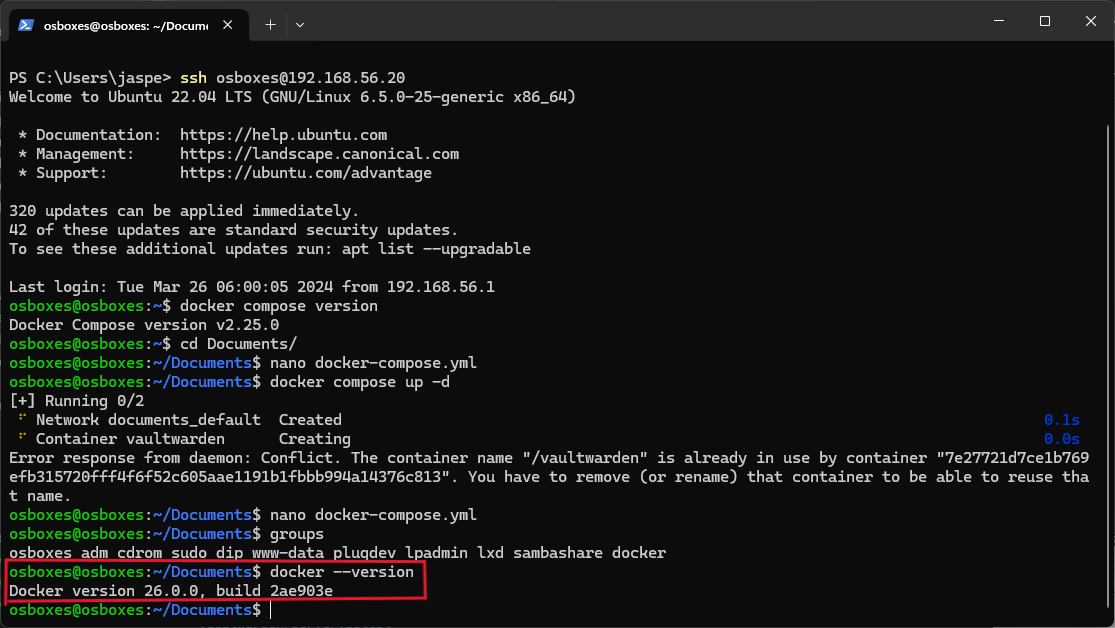 osboxes@osboxes: ~/Docume
PS C:\Users\jaspe> ssh osboxes@192.168.56.20
Welcome to Ubuntu 22.04 LTS (GNU/Linux 6.5.0-25-generic x86_64)
* Documentation:  https://help.ubuntu.com
* Management:     https://landscape.canonical.com
* Support:        https://ubuntu.com/advantage
320 updates can be applied immediately.
42 of these updates are standard security updates.
To see these additional updates run: apt list --upgradable
Last login: Tue Mar 26 06:00:05 2024 from 192.168.56.1
osboxes@osboxes:~$ docker compose version
Docker Compose version v2.25.0
osboxes@osboxes:~$ cd Documents/
osboxes@osboxes:~/Documents$ nano docker-compose.yml
osboxes@osboxes:~/Documents$ docker compose up -d
[+] Running 0/2
⠋ Network documents_default  Created 0.1s
⠋ Container vaultwarden      Creating 0.0s
Error response from daemon: Conflict. The container name "/vaultwarden" is already in use by container "7e27721d7ce1b769
efb315720fff4f6f52c605aae1191b1fbbb994a14376c813". You have to remove (or rename) that container to be able to reuse tha
t name.
osboxes@osboxes:~/Documents$ nano docker-compose.yml
osboxes@osboxes:~/Documents$ groups
osboxes adm cdrom sudo dip www-data plugdev lpadmin lxd sambashare docker
osboxes@osboxes:~/Documents$ docker --version
Docker version 26.0.0, build 2ae903e
osboxes@osboxes:~/Documents$